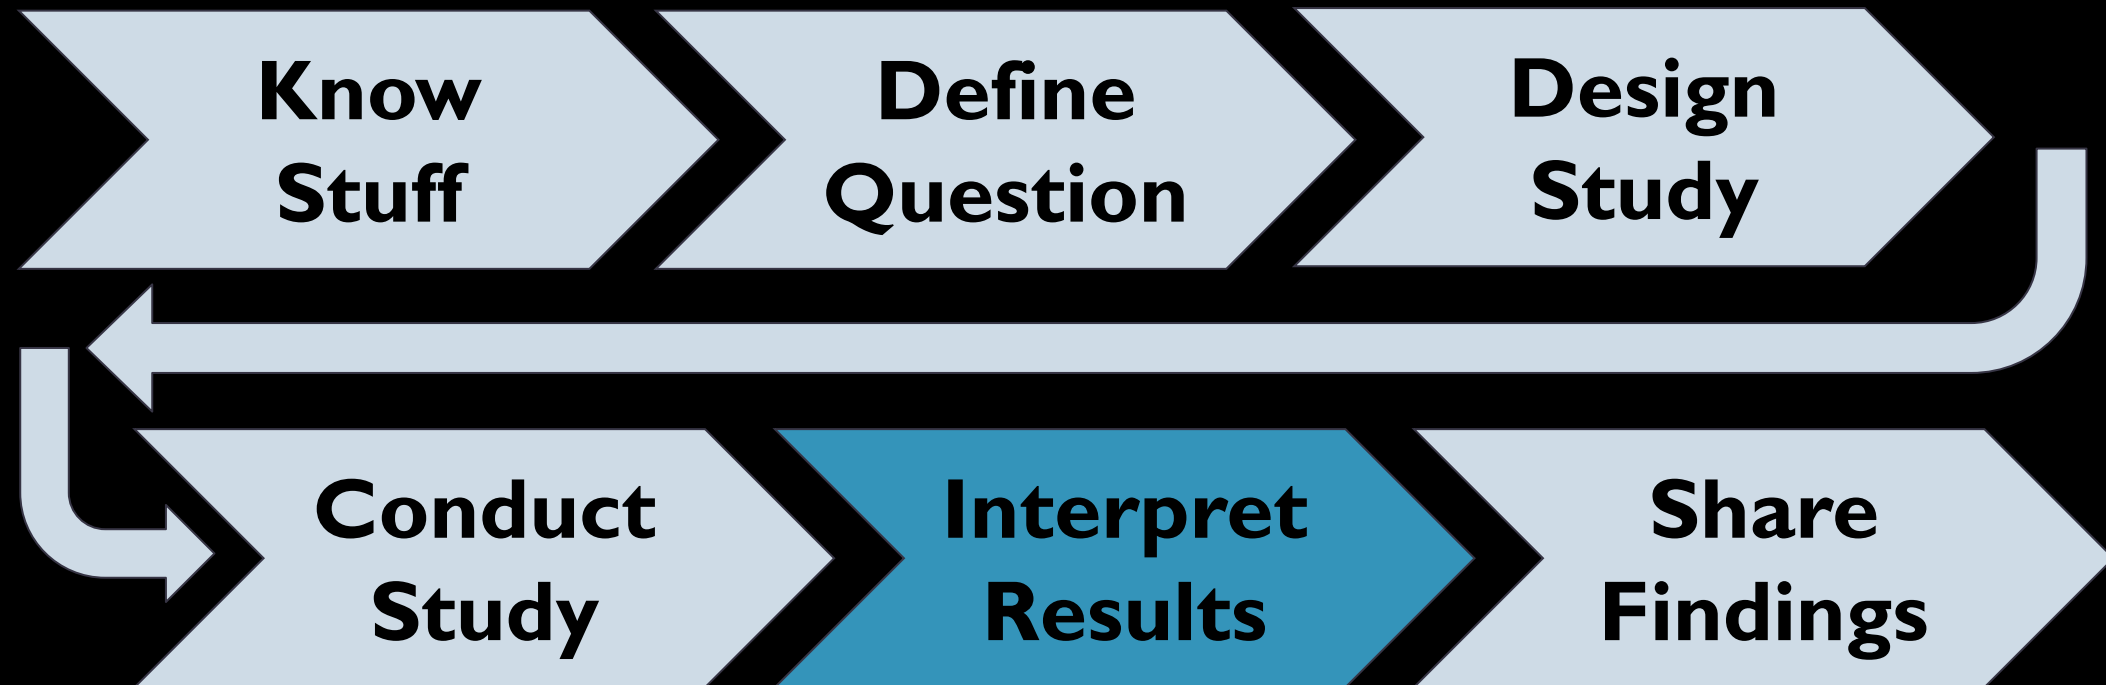 Know
Stuff
Define
Question
Design
Study
Conduct
Study
Interpret
Results
Share
Findings